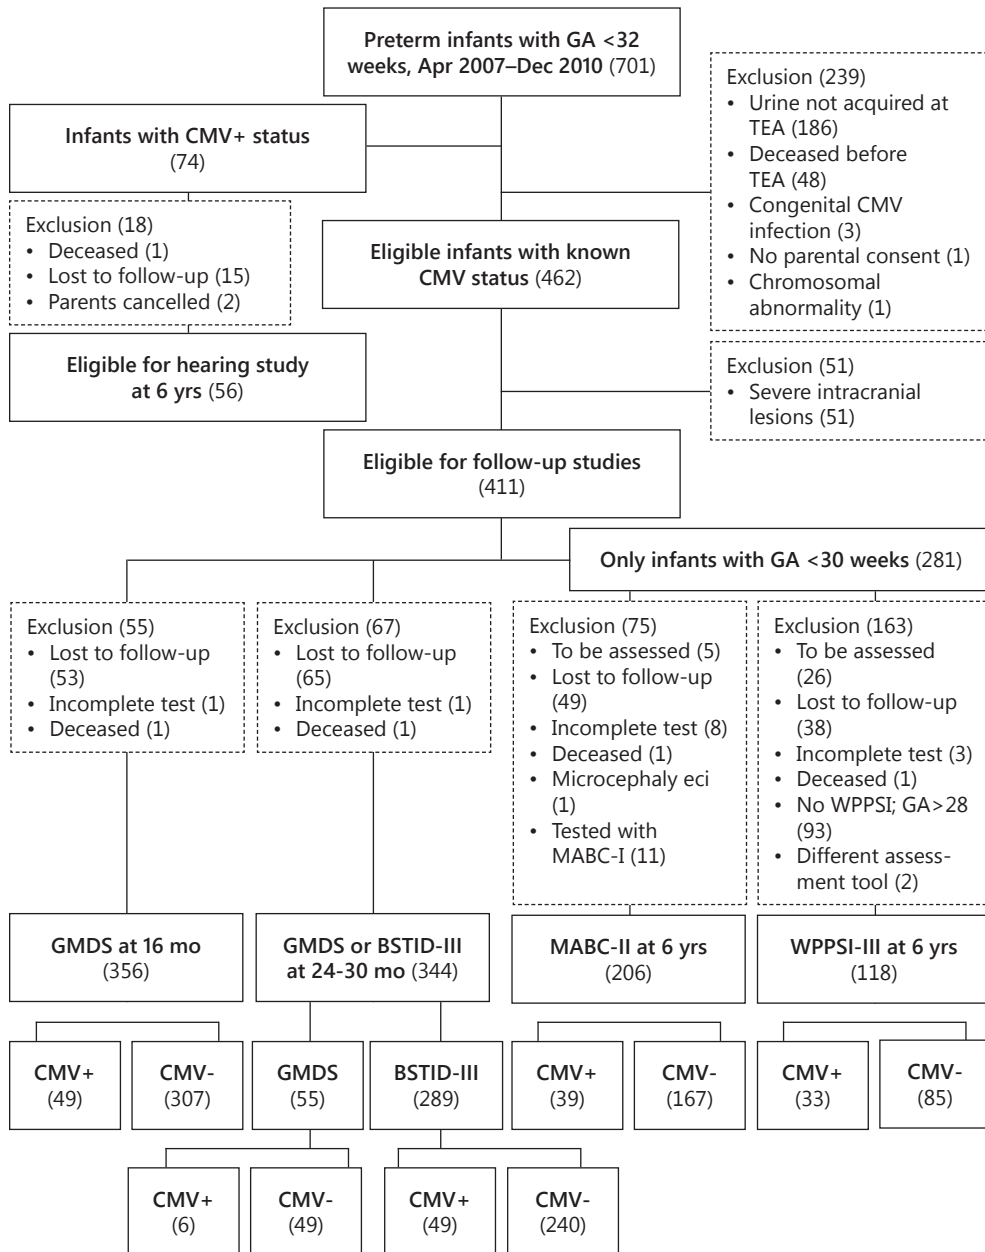 Preterm infants with GA <32
weeks, Apr 2007–Dec 2010 (701)
Exclusion (239)
• Urine not acquired at
TEA (186)
• Deceased before
TEA (48)
• Congenital CMV
infection (3)
• No parental consent (1)
• Chromosomal
abnormality (1)
Infants with CMV+ status
(74)
Exclusion (18)
• Deceased (1)
• Lost to follow-up (15)
• Parents cancelled (2)
Eligible infants with known
CMV status (462)
Eligible for hearing study
at 6 yrs (56)
Exclusion (51)
• Severe intracranial
lesions (51)
Eligible for follow-up studies
(411)
Only infants with GA <30 weeks (281)
Exclusion (55)
• Lost to follow-up
(53)
• Incomplete test (1)
• Deceased (1)
Exclusion (67)
• Lost to follow-up
(65)
• Incomplete test (1)
• Deceased (1)
Exclusion (75)
• To be assessed (5)
• Lost to follow-up
(49)
• Incomplete test (8)
• Deceased (1)
• Microcephaly eci
(1)
• Tested with
MABC-I (11)
Exclusion (163)
• To be assessed
(26)
• Lost to follow-up
(38)
• Incomplete test (3)
• Deceased (1)
• No WPPSI; GA>28
(93)
• Different assess-
ment tool (2)
GMDS at 16 mo
(356)
GMDS or BSTID-III
at 24-30 mo (344)
MABC-II at 6 yrs
(206)
WPPSI-III at 6 yrs
(118)
CMV+
(49)
CMV-
(307)
GMDS
(55)
BSTID-III
(289)
CMV+
(39)
CMV-
(167)
CMV+
(33)
CMV-
(85)
CMV+
(6)
CMV-
(49)
CMV+
(49)
CMV-
(240)